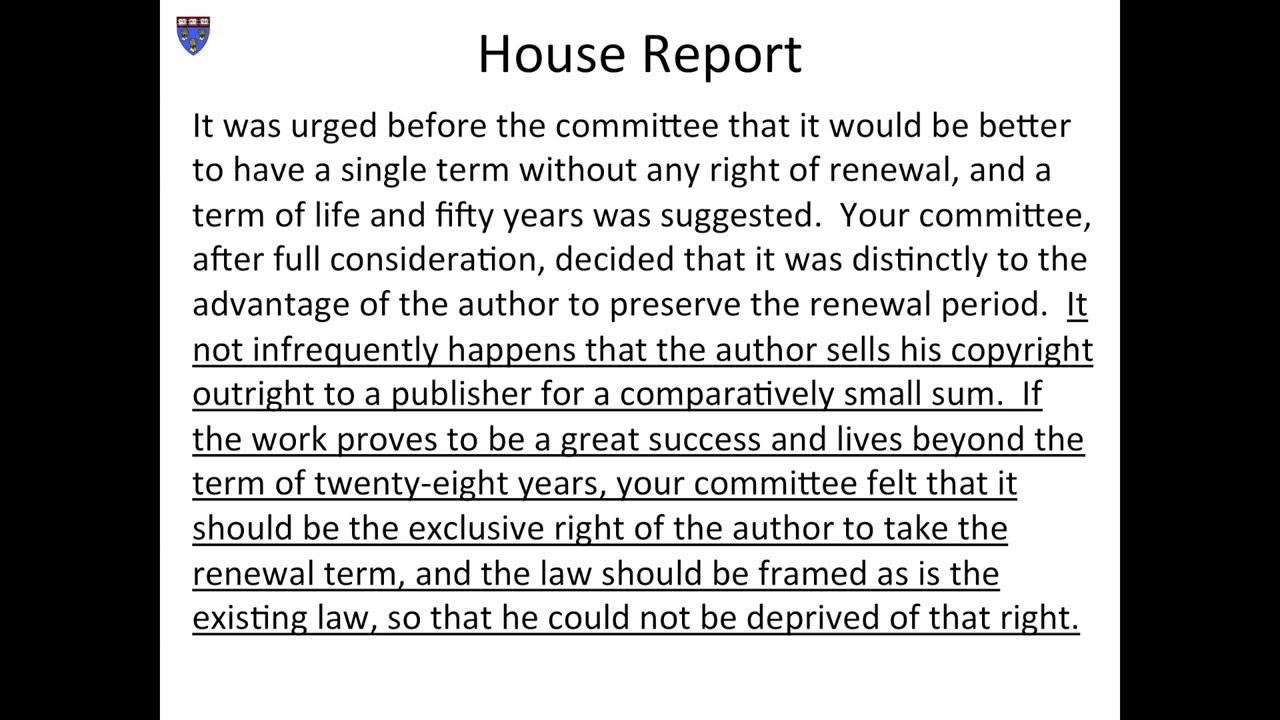 House Report
It was urged before the committee that it would be better
to have a single term without any right of renewal, and a
term of life and fifty years was suggested.  Your committee,
after full consideration, decided that it was distinctly to the
advantage of the author to preserve the renewal period.  It
not infrequently happens that the author sells his copyright
outright to a publisher for a comparatively small sum.  If
the work proves to be a great success and lives beyond the
term of twenty-eight years, your committee felt that it
should be the exclusive right of the author to take the
renewal term, and the law should be framed as is the
existing law, so that he could not be deprived of that right.